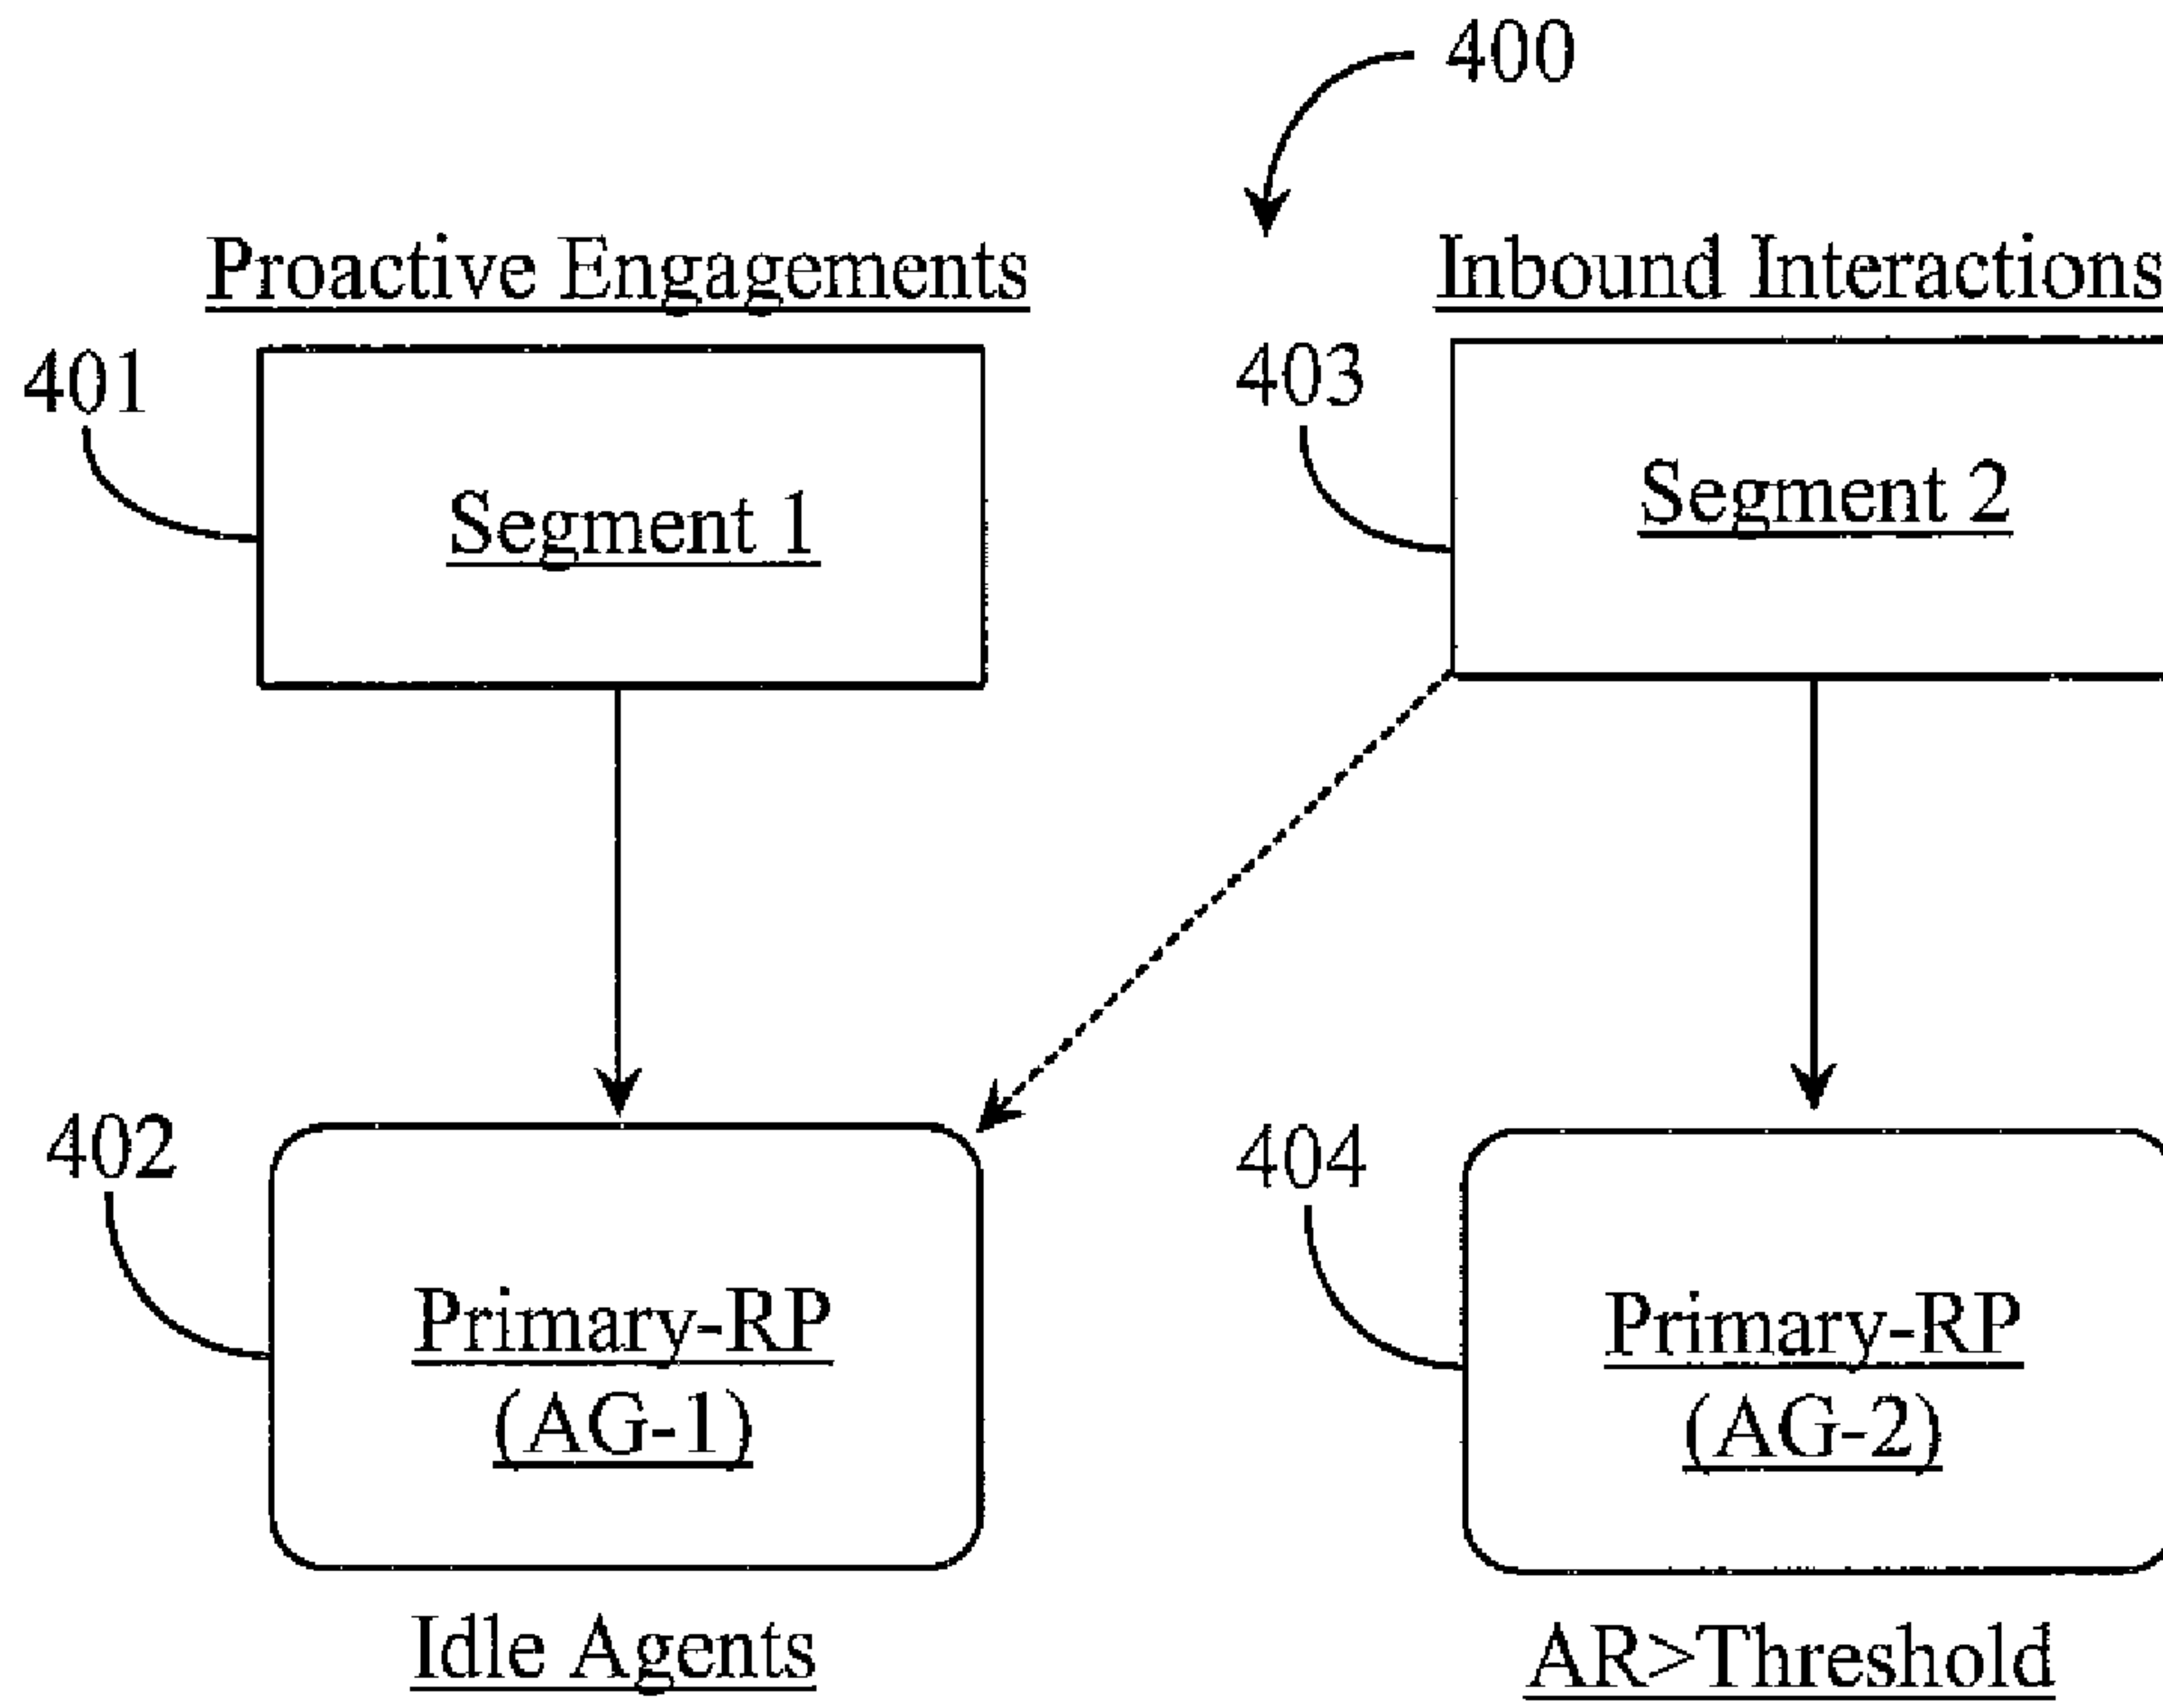 400
Proactive Engagements
Inbound Interactions
401
403
Segment 1
Segment 2
402
404
Primary-RP
(AG-1)
Primary-RP
(AG-2)
Idle Agents
AR>Threshold